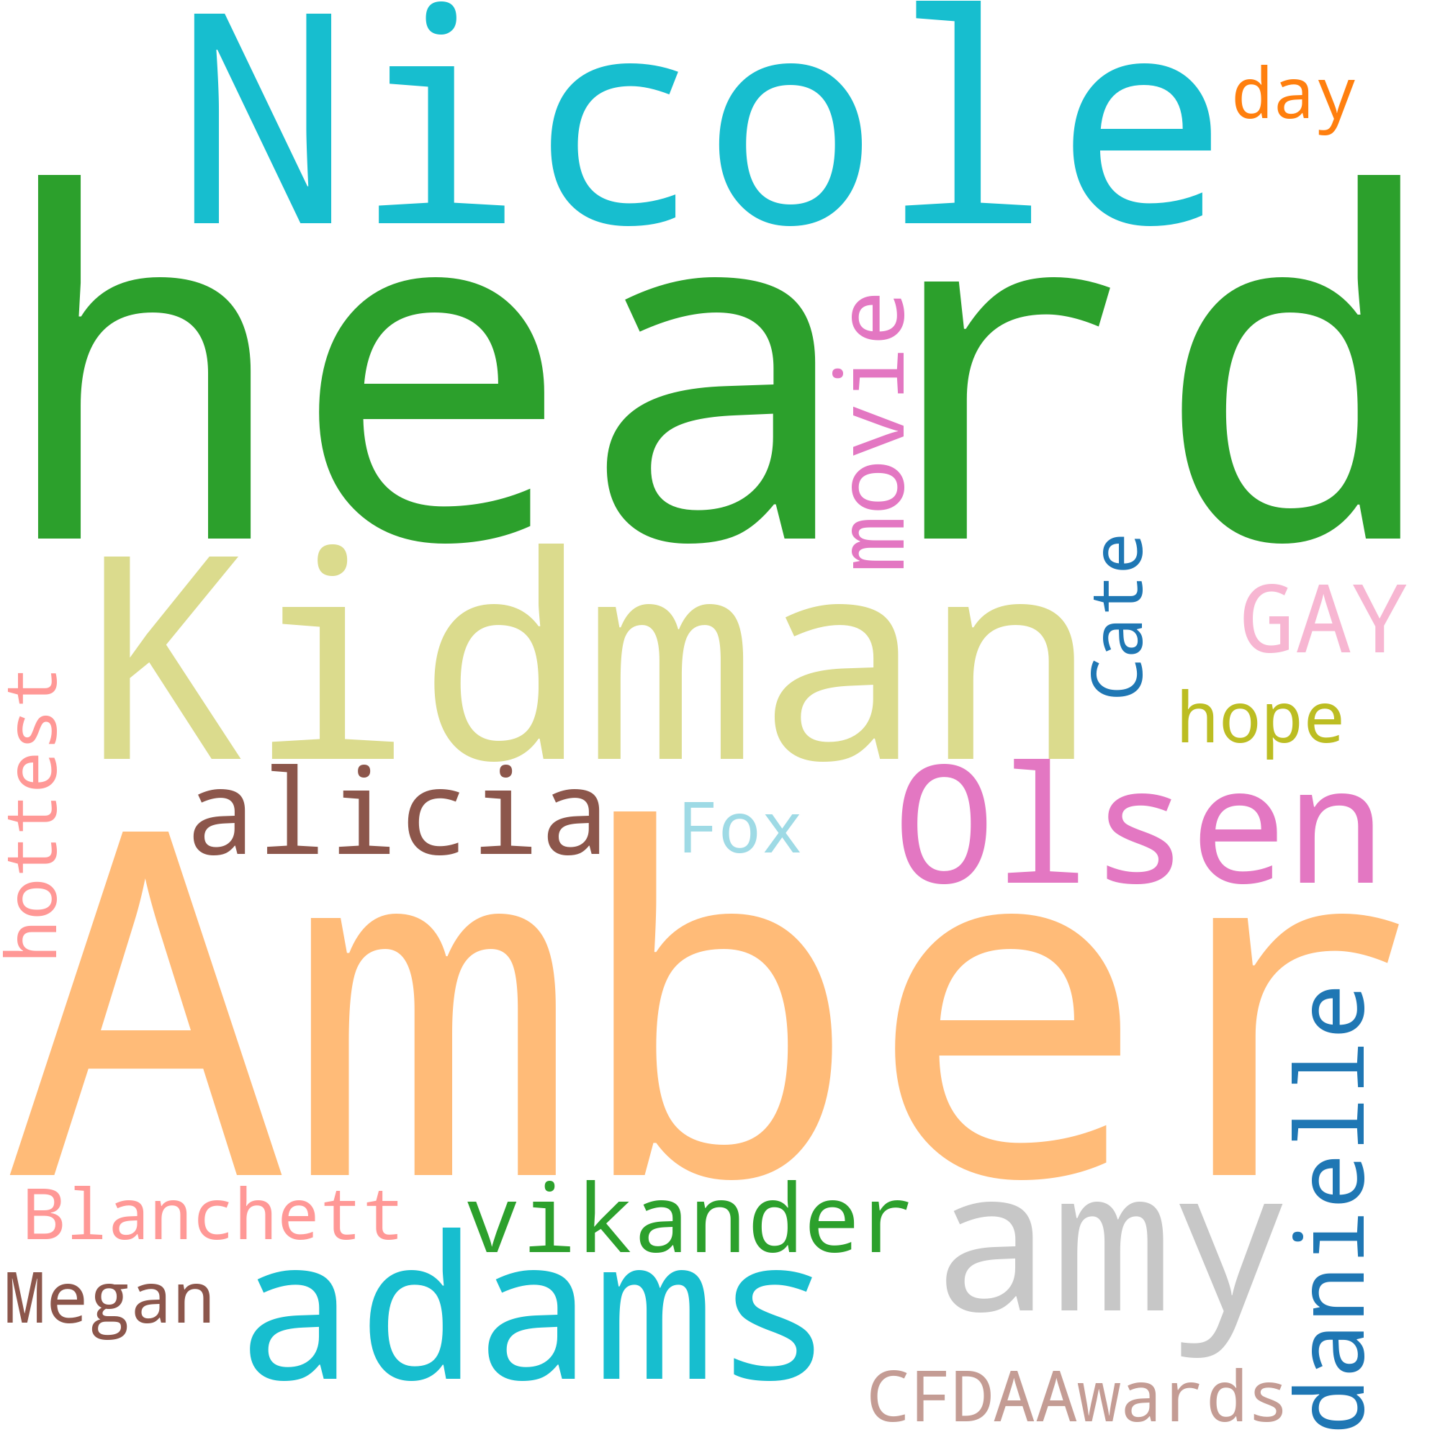 Nicole
day
heard
movie
Kidman
Cate
GAY
hope
hottest
alicia
Fox
Olsen
Amber
danielle
Blanchett
vikander
amy
Megan
adams
CFDAAwards